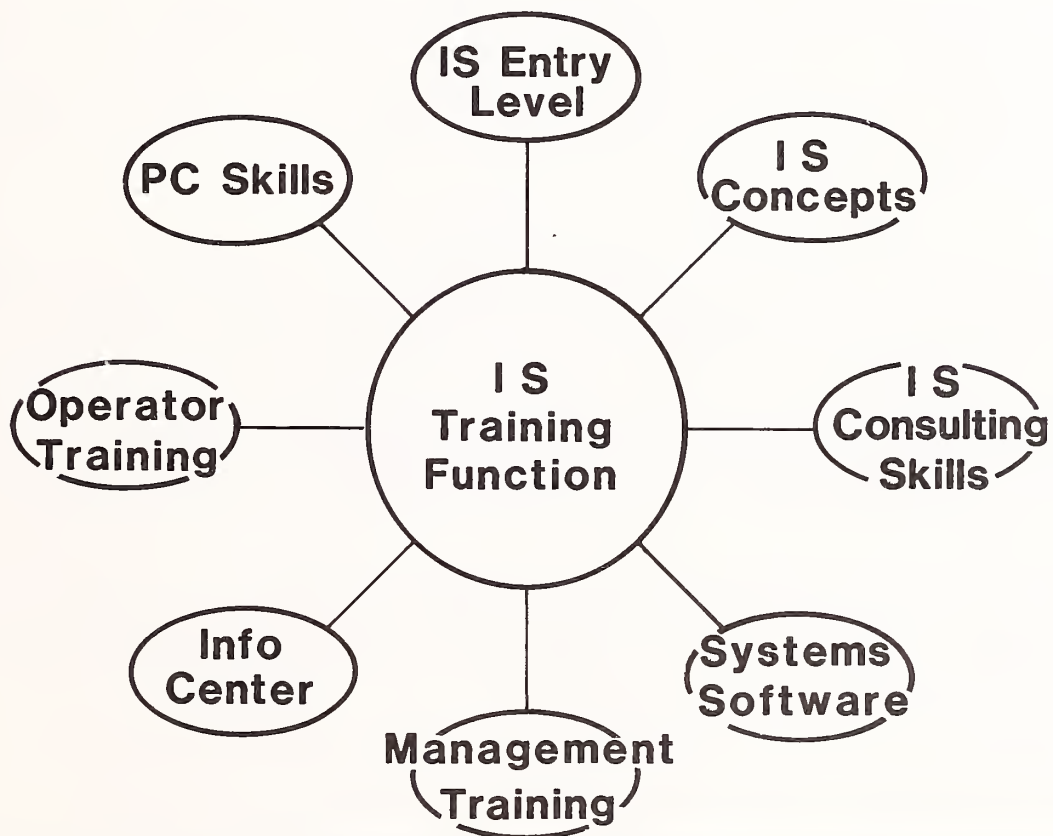 IS Entry
Level
PC Skills
I S
Concepts
I S
Training
Function
Operator
Training
I S
Consulting
Skills
Info
Center
Systems
Software
Management
Training